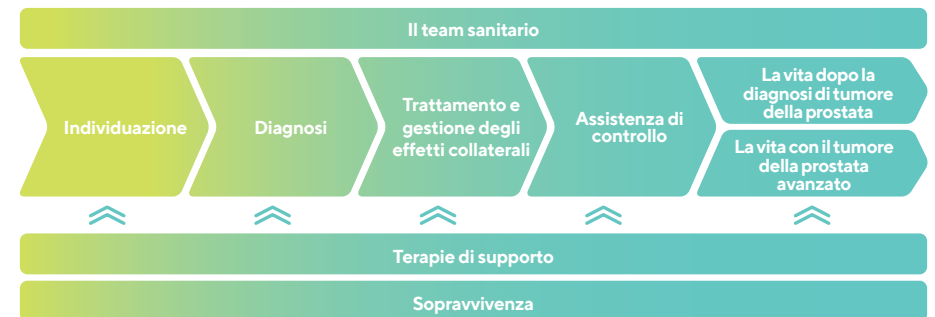 Il team sanitario
Individuazione
Diagnosi
Trattamento e
gestione degli
effetti collaterali
Assistenza di
controllo
La vita dopo la
diagnosi di tumore
della prostata
La vita con il tumore
della prostata
avanzato
Terapie di supporto
Sopravvivenza